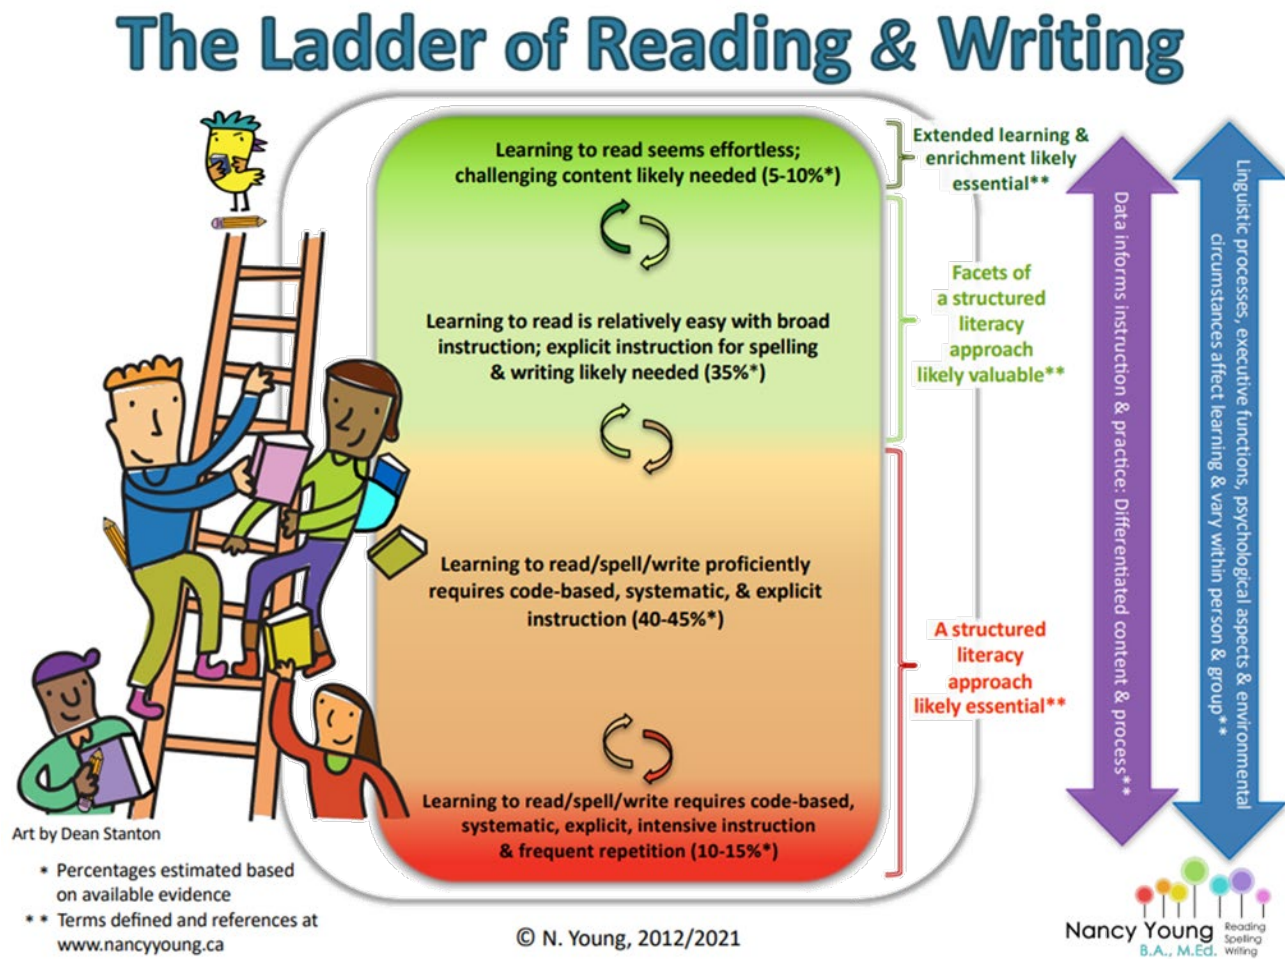 The Ladder of Reading & Writing
Learning to read seems effortless;
challenging content likely needed (5-10%*)
Learning to read is relatively easy with broad
instruction; explicit instruction for spelling
& writing likely needed (35%*)
Learning to read/spell/write proficiently
requires code-based, systematic, & explicit
instruction (40-45%*)
Learning to read/spell/write requires code-based,
systematic, explicit, intensive instruction
& frequent repetition (10-15%*)
Extended learning &
enrichment likely
essential**
Facets of
a structured
literacy
approach
likely valuable**
A structured
literacy
approach
likely essential**
Data informs instruction & practice: Differentiated content & process**
Linguistic processes, executive functions, psychological aspects & environmental
circumstances affect learning & vary within person & group**
Art by Dean Stanton
* Percentages estimated based
on available evidence
** Terms defined and references at
www.nancyyoung.ca
© N. Young, 2012/2021
Nancy Young
B.A., M.Ed.
Reading
Spelling
Writing